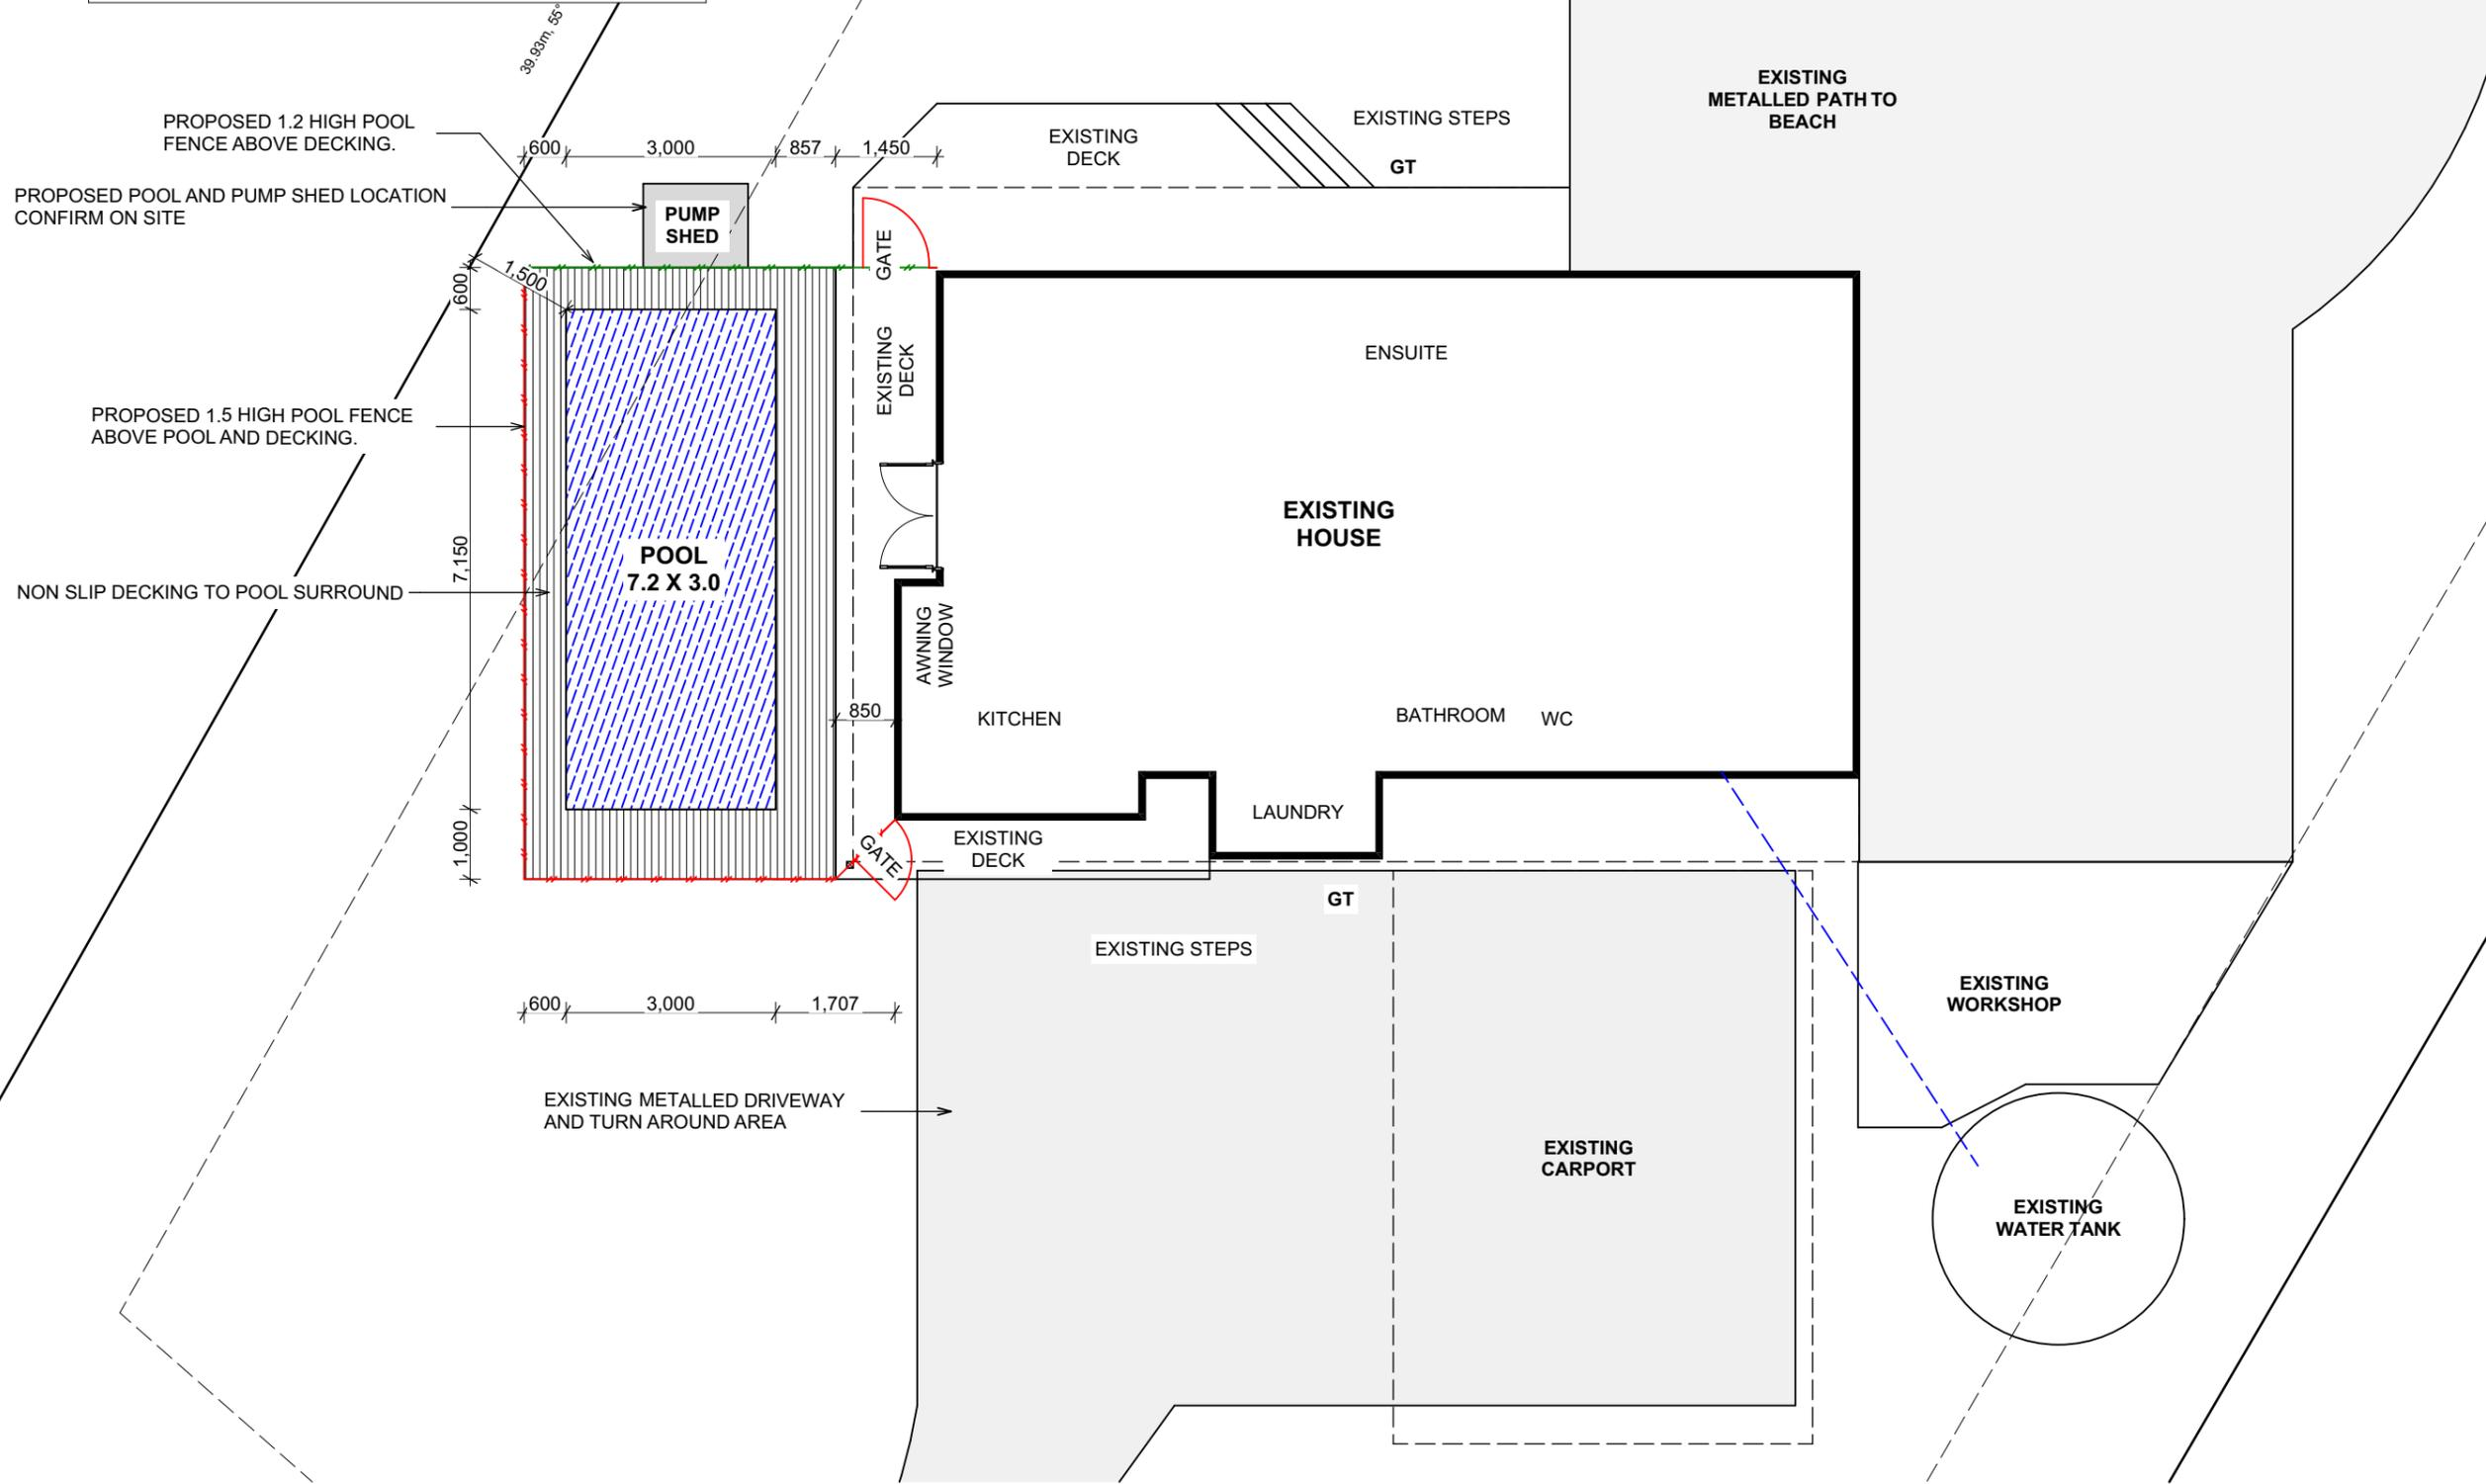 39.93m, 55°
PROPOSED 1.2 HIGH POOL
FENCE ABOVE DECKING.
PROPOSED POOL AND PUMP SHED LOCATION
CONFIRM ON SITE
600
3,000
857
1,450
EXISTING
DECK
EXISTING STEPS
GT
EXISTING
METALLED PATH TO
BEACH
PUMP
SHED
GATE
1,500
600
EXISTING
DECK
ENSUITE
PROPOSED 1.5 HIGH POOL FENCE
ABOVE POOL AND DECKING.
EXISTING
HOUSE
7,150
POOL
7.2 X 3.0
NON SLIP DECKING TO POOL SURROUND
AWNING
WINDOW
850
KITCHEN
BATHROOM
WC
LAUNDRY
1,000
GATE
EXISTING
DECK
GT
EXISTING STEPS
600
3,000
1,707
EXISTING
WORKSHOP
EXISTING METALLED DRIVEWAY
AND TURN AROUND AREA
EXISTING
CARPORT
EXISTING
WATER TANK